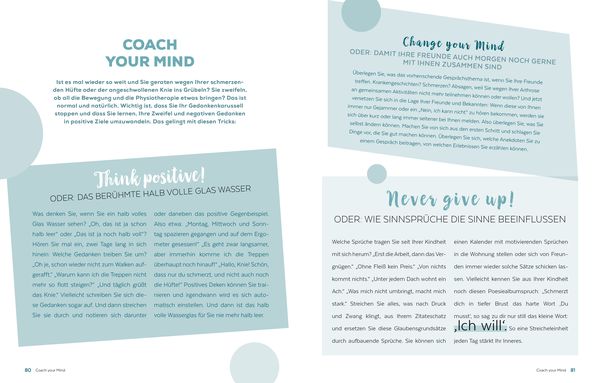 COACH
YOUR MIND
Ist es mal wieder so weit und Sie geraten wegen Ihrer schmerzen-
den Hüfte oder der angeschwollenen Knie ins Grübeln? Sie zweifeln,
ob all die Bewegung und die Physiotherapie etwas bringen? Das ist
normal und natürlich. Wichtig ist, dass Sie Ihr Gedankenkarussell
stoppen und dass Sie lernen, Ihre Zweifel und negativen Gedanken
in positive Ziele umzuwandeln. Das gelingt mit diesen Tricks:
Think positive!
ODER: DAS BERÜHMTE HALB VOLLE GLAS WASSER
Was denken Sie, wenn Sie ein halb volles
Glas Wasser sehen? „Oh, das ist ja schon
halb leer“ oder „Das ist ja noch halb voll“?
Hören Sie mal ein, zwei Tage lang in sich
hinein: Welche Gedanken treiben Sie um?
„Oh je, schon wieder nicht zum Walken auf-
gerafft.“ „Warum kann ich die Treppen nicht
mehr so flott steigen?“ „Und täglich grüßt
das Knie.“ Vielleicht schreiben Sie sich die-
se Gedanken sogar auf. Und dann streichen
Sie sie durch und notieren sich darunter
oder daneben das positive Gegenbeispiel.
Also etwa: „Montag, Mittwoch und Sonn-
tag spazieren gegangen und auf dem Ergo-
meter gesessen!“ „Es geht zwar langsamer,
aber immerhin komme ich die Treppen
überhaupt noch hinauf!“ „Hallo, Knie! Schön,
dass nur du schmerzt, und nicht auch noch
die Hüfte!“ Positives Denken können Sie trai-
nieren und irgendwann wird es sich auto-
matisch einstellen. Und dann ist das halb
volle Wasserglas für Sie nie mehr halb leer.
80 Coach your Mind
Change your Mind
ODER: DAMIT IHRE FREUNDE AUCH MORGEN NOCH GERNE
MIT IHNEN ZUSAMMEN SIND
Überlegen Sie, was das vorherrschende Gesprächsthema ist, wenn Sie Ihre Freunde
treffen. Krankengeschichten? Schmerzen? Absagen, weil Sie wegen Ihrer Arthrose
an gemeinsamen Aktivitäten nicht mehr teilnehmen können oder wollen? Und jetzt
versetzen Sie sich in die Lage Ihrer Freunde und Bekannten: Wenn diese von Ihnen
immer nur Gejammer oder ein „Nein, ich kann nicht“ zu hören bekommen, werden sie
sich über kurz oder lang immer seltener bei Ihnen melden. Also überlegen Sie, was Sie
selbst ändern können. Machen Sie von sich aus den ersten Schritt und schlagen Sie
Dinge vor, die Sie gut machen können. Überlegen Sie sich, welche Anekdoten Sie zu
einem Gespräch beitragen, von welchen Erlebnissen Sie erzählen können.
Never give up!
ODER: WIE SINNSPRÜCHE DIE SINNE BEEINFLUSSEN
Welche Sprüche tragen Sie seit Ihrer Kindheit
mit sich herum? „Erst die Arbeit, dann das Ver-
gnügen.“ „Ohne Fleiß kein Preis.“ „Von nichts
kommt nichts.“ „Unter jedem Dach wohnt ein
Ach.“ „Was mich nicht umbringt, macht mich
stark.“ Streichen Sie alles, was nach Druck
und Zwang klingt, aus Ihrem Zitateschatz
und ersetzen Sie diese Glaubensgrundsätze
durch aufbauende Sprüche. Sie können sich
einen Kalender mit motivierenden Sprüchen
in die Wohnung stellen oder sich von Freun-
den immer wieder solche Sätze schicken las-
sen. Vielleicht kennen Sie aus Ihrer Kindheit
noch diesen Poesiealbumspruch: „Schmerzt
dich in tiefer Brust das harte Wort ‚Du
musst‘, so sag zu dir nur still das kleine Wort:
‚Ich will‘.“ So eine Streicheleinheit
jeden Tag stärkt Ihr Inneres.
Coach your Mind 81